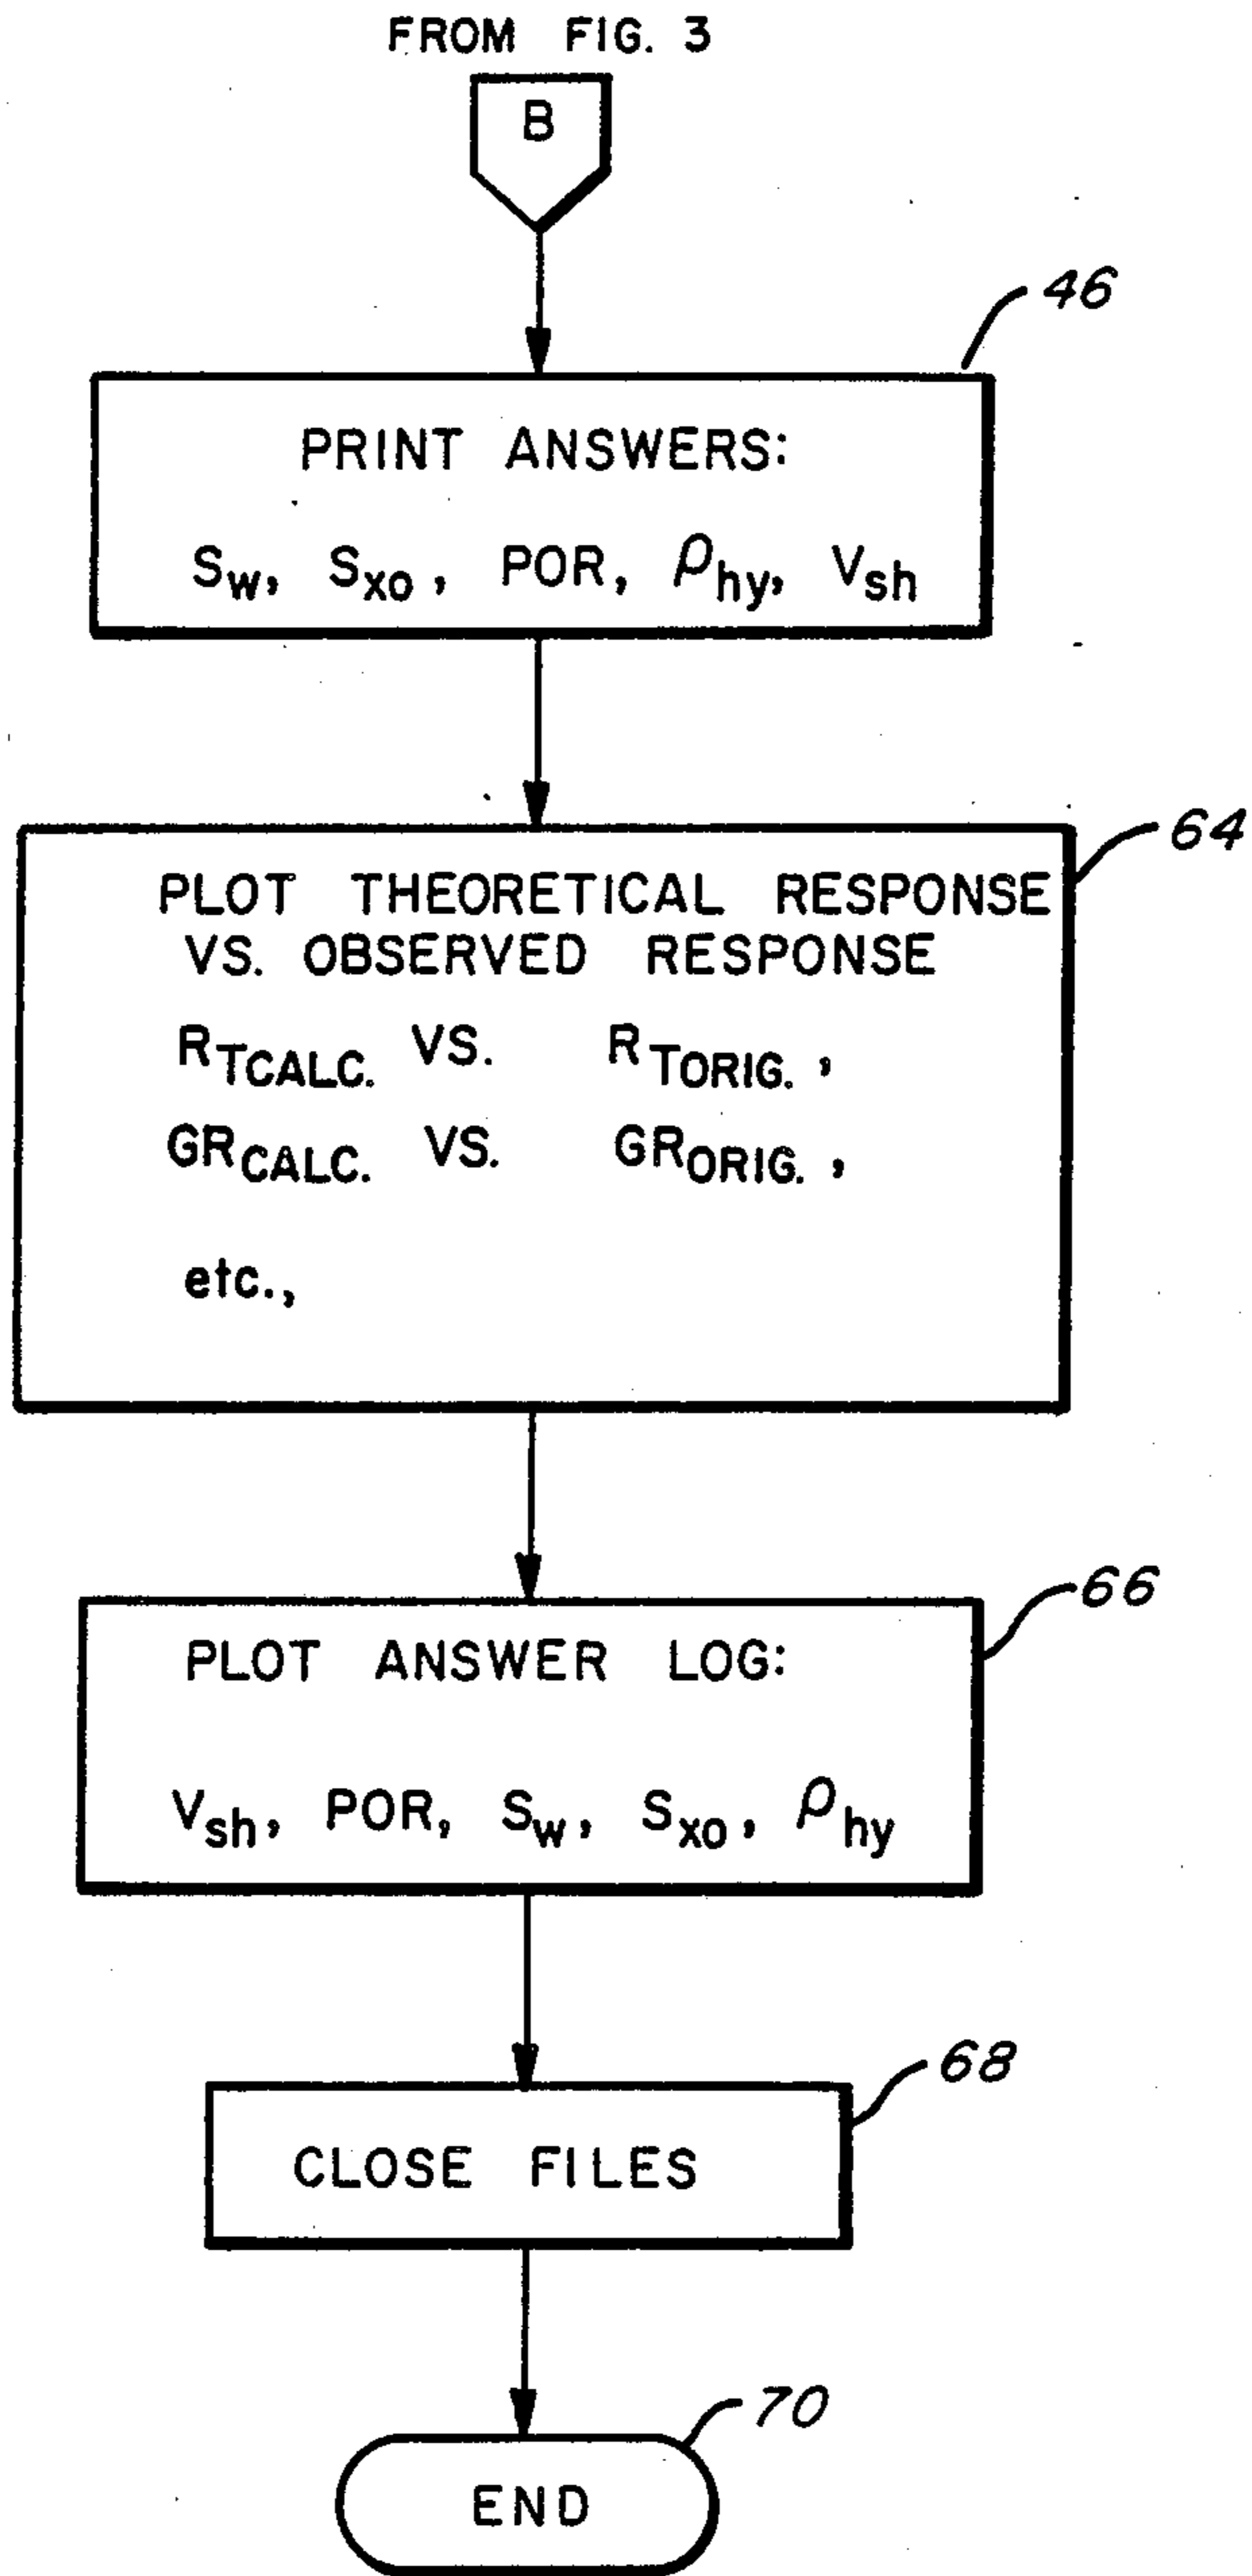 FROM FIG. 3
B
46
PRINT ANSWERS:
Sw, Sxo, POR, ρhy, Vsh
64
PLOT THEORETICAL RESPONSE
VS. OBSERVED RESPONSE
RTCALC. VS. RTORIG.,
GRCALC. VS. GRORIG.,
etc.,
66
PLOT ANSWER LOG:
Vsh, POR, Sw, Sxo, ρhy
68
CLOSE FILES
70
END